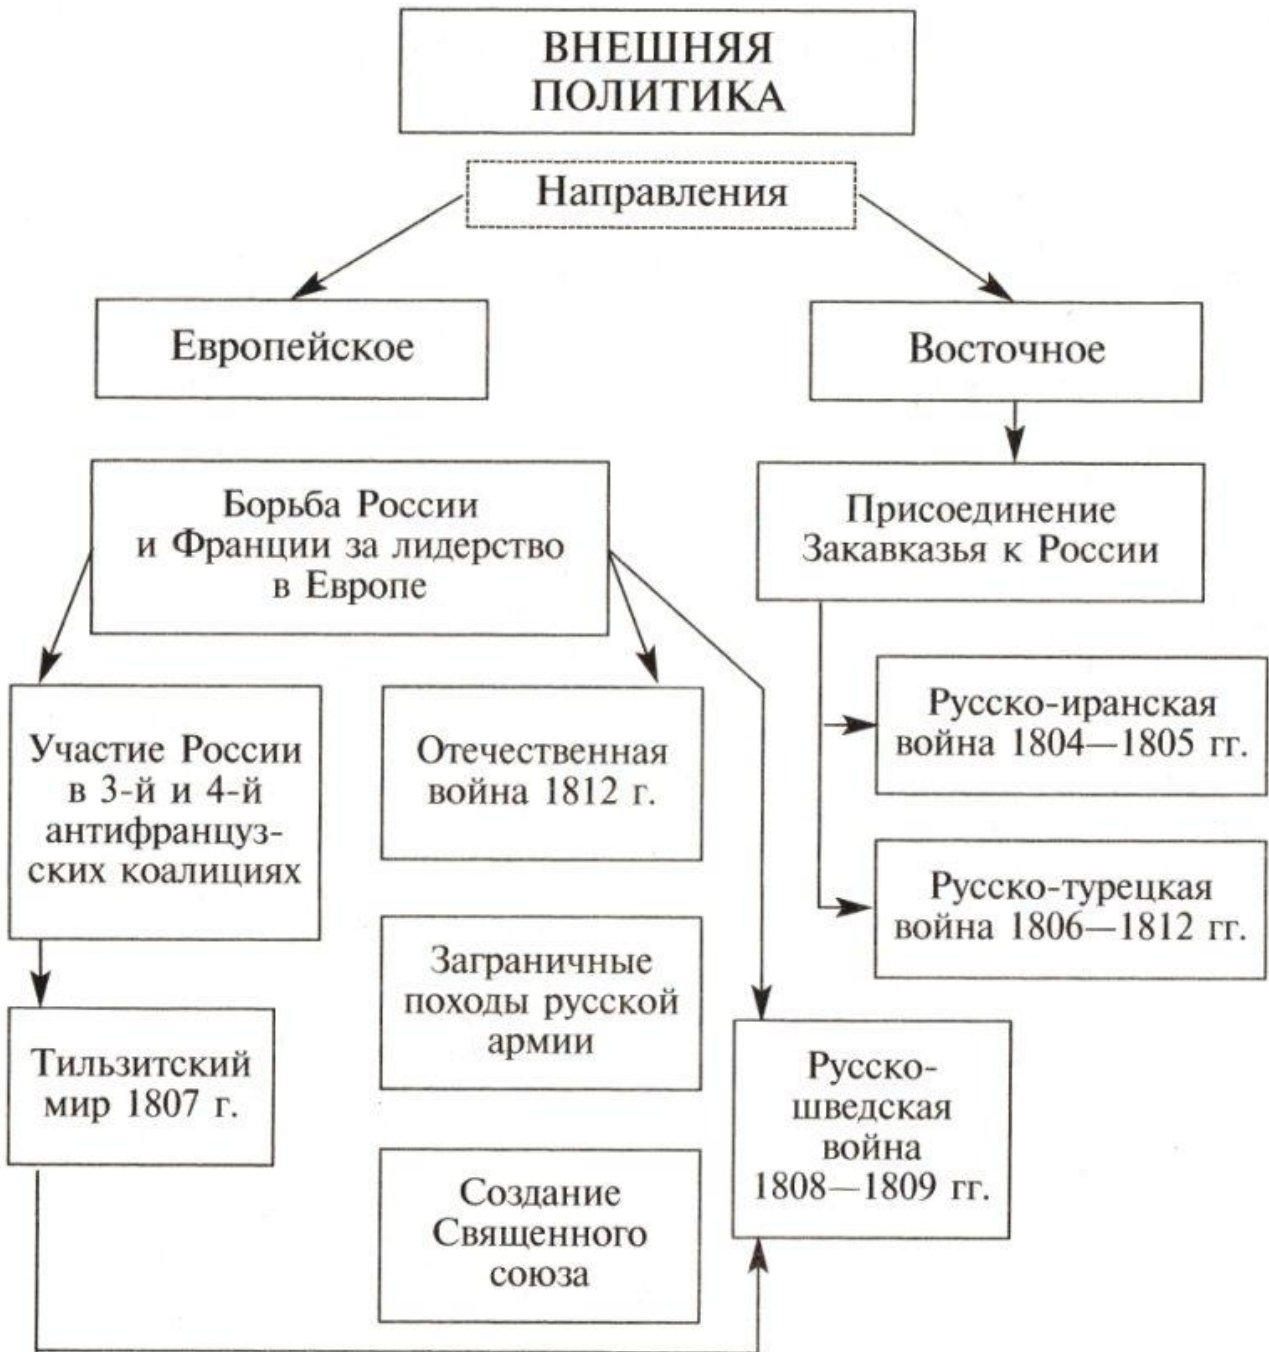 ВНЕШНЯЯ
ПОЛИТИКА
Направления
Европейское
Восточное
Борьба России
и Франции за лидерство
в Европе
Присоединение
Закавказья к России
Участие России
в 3-й и 4-й
антифранцуз-
ских коалициях
Отечественная
война 1812 г.
Русско-иранская
война 1804—1805 гг.
Русско-турецкая
война 1806—1812 гг.
Заграничные
походы русской
армии
Тильзитский
мир 1807 г.
Русско-
шведская
война
1808—1809 гг.
Создание
Священного
союза